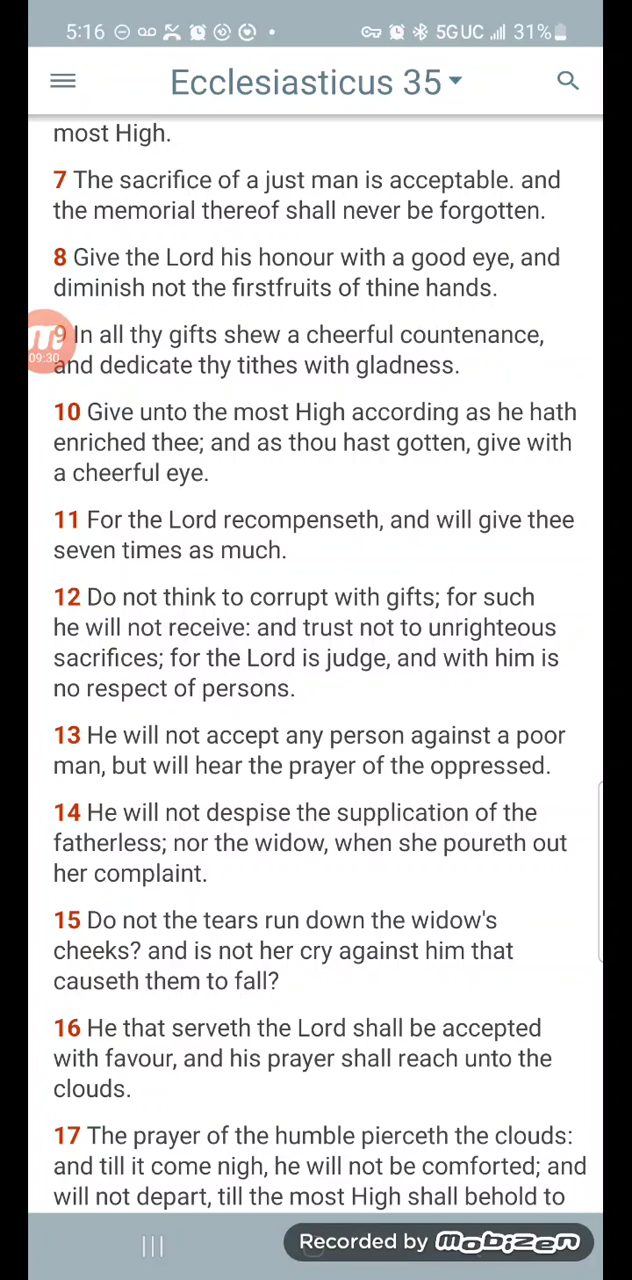 5:16 5G UC 31%
Ecclesiasticus 35
most High.
7 The sacrifice of a just man is acceptable. and
the memorial thereof shall never be forgotten.
8 Give the Lord his honour with a good eye, and
diminish not the firstfruits of thine hands.
9 In all thy gifts shew a cheerful countenance,
09:30
and dedicate thy tithes with gladness.
10 Give unto the most High according as he hath
enriched thee; and as thou hast gotten, give with
a cheerful eye.
11 For the Lord recompenseth, and will give thee
seven times as much.
12 Do not think to corrupt with gifts; for such
he will not receive: and trust not to unrighteous
sacrifices; for the Lord is judge, and with him is
no respect of persons.
13 He will not accept any person against a poor
man, but will hear the prayer of the oppressed.
14 He will not despise the supplication of the
fatherless; nor the widow, when she poureth out
her complaint.
15 Do not the tears run down the widow's
cheeks? and is not her cry against him that
causeth them to fall?
16 He that serveth the Lord shall be accepted
with favour, and his prayer shall reach unto the
clouds.
17 The prayer of the humble pierceth the clouds:
and till it come nigh, he will not be comforted; and
will not depart, till the most High shall behold to
Recorded by mobizen